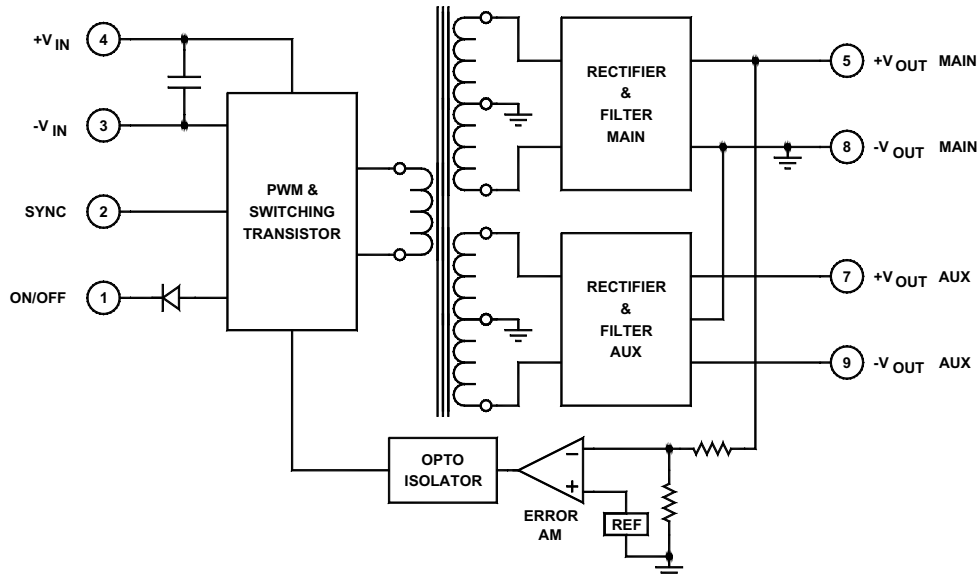 +V IN 4
-V IN 3
SYNC 2
ON/OFF 1
PWM &
SWITCHING
TRANSISTOR
RECTIFIER
&
FILTER
MAIN
5 +V OUT MAIN
8 -V OUT MAIN
RECTIFIER
&
FILTER
AUX
7 +V OUT AUX
9 -V OUT AUX
OPTO
ISOLATOR
−
+
ERROR
AM
REF